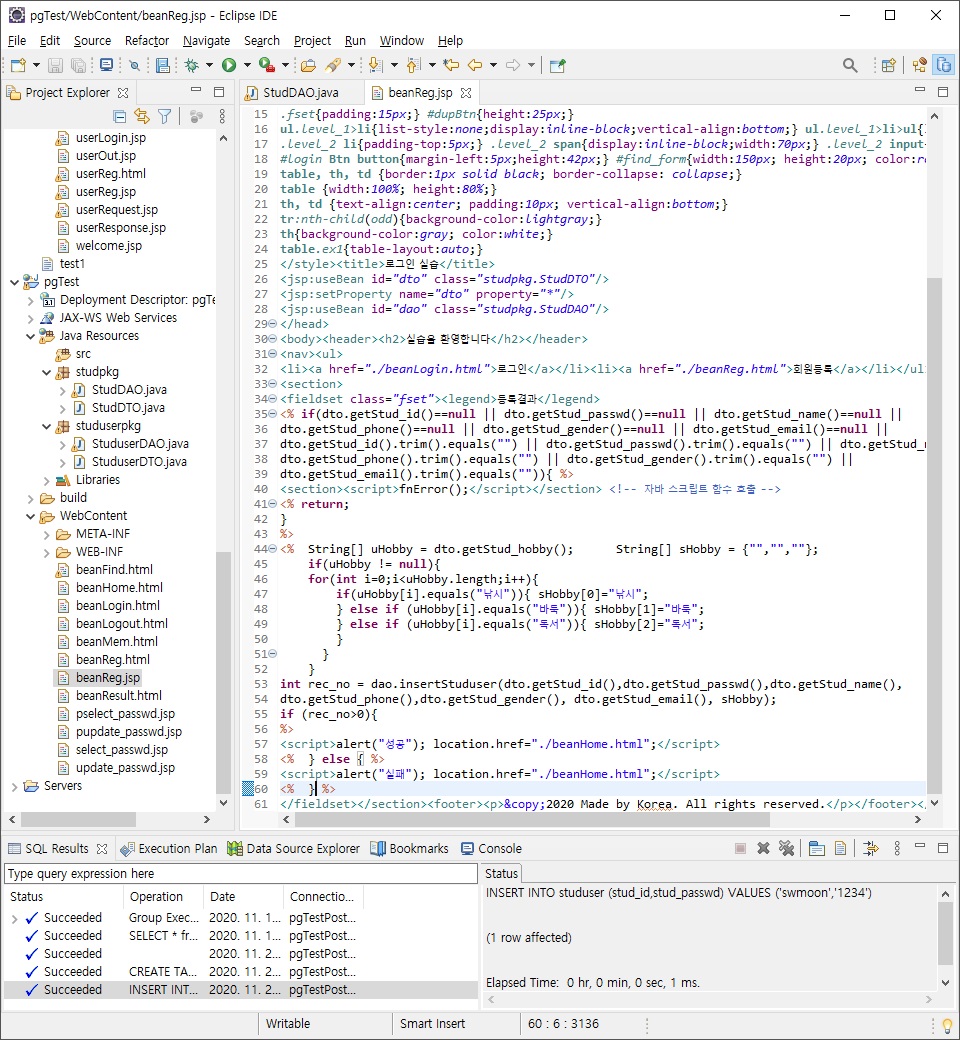 pgTest/WebContent/beanReg.jsp - Eclipse IDE
File Edit Source Refactor Navigate Search Project Run Window Help
Project Explorer
userLogin.jsp
userOut.jsp
userReg.html
userReg.jsp
userRequest.jsp
userResponse.jsp
welcome.jsp
test1
pgTest
Deployment Descriptor: pgTe
JAX-WS Web Services
Java Resources
src
studpkg
StudDAO.java
StudDTO.java
studuserpkg
StuduserDAO.java
StuduserDTO.java
Libraries
build
WebContent
META-INF
WEB-INF
beanFind.html
beanHome.html
beanLogin.html
beanLogout.html
beanMem.html
beanReg.html
beanReg.jsp
beanResult.html
pselect_passwd.jsp
pupdate_passwd.jsp
select_passwd.jsp
update_passwd.jsp
Servers
StudDAO.java beanReg.jsp
15 .fset{padding:15px;} #dupBtn{height:25px;}
16 ul.level_1>li{list-style:none;display:inline-block;vertical-align:bottom;} ul.level_1>li>ul{
17 .level_2 li{padding-top:5px;} .level_2 span{display:inline-block;width:70px;} .level_2 input
18 #login Btn button{margin-left:5px;height:42px;} #find_form{width:150px; height:20px; color:re
19 table, th, td {border:1px solid black; border-collapse: collapse;}
20 table {width:100%; height:80%;}
21 th, td {text-align:center; padding:10px; vertical-align:bottom;}
22 tr:nth-child(odd){background-color:lightgray;}
23 th{background-color:gray; color:white;}
24 table.ex1{table-layout:auto;}
25 </style><title>로그인 실습</title>
26 <jsp:useBean id="dto" class="studpkg.StudDTO"/>
27 <jsp:setProperty name="dto" property="*"/>
28 <jsp:useBean id="dao" class="studpkg.StudDAO"/>
29 </head>
30 <body><header><h2>실습을 환영합니다</h2></header>
31 <nav><ul>
32 <li><a href="./beanLogin.html">로그인</a></li><li><a href="./beanReg.html">회원등록</a></li></ul
33 <section>
34 <fieldset class="fset"><legend>등록결과</legend>
35 <% if(dto.getStud_id()==null || dto.getStud_passwd()==null || dto.getStud_name()==null ||
36 dto.getStud_phone()==null || dto.getStud_gender()==null || dto.getStud_email()==null ||
37 dto.getStud_id().trim().equals("") || dto.getStud_passwd().trim().equals("") || dto.getStud_n
38 dto.getStud_phone().trim().equals("") || dto.getStud_gender().trim().equals("") ||
39 dto.getStud_email().trim().equals("")){ %>
40 <section><script>fnError();</script></section> <!-- 자바 스크립트 함수 호출 -->
41 <% return;
42 }
43 %>
44 <% String[] uHobby = dto.getStud_hobby(); String[] sHobby = {"","",""};
45 if(uHobby != null){
46 for(int i=0;i<uHobby.length;i++){
47 if(uHobby[i].equals("낚시")){ sHobby[0]="낚시";
48 } else if (uHobby[i].equals("바둑")){ sHobby[1]="바둑";
49 } else if (uHobby[i].equals("독서")){ sHobby[2]="독서";
50 }
51 }
52 }
53 int rec_no = dao.insertStuduser(dto.getStud_id(),dto.getStud_passwd(),dto.getStud_name(),
54 dto.getStud_phone(),dto.getStud_gender(), dto.getStud_email(), sHobby);
55 if (rec_no>0){
56 %>
57 <script>alert("성공"); location.href="./beanHome.html";</script>
58 <% } else { %>
59 <script>alert("실패"); location.href="./beanHome.html";</script>
60 <% } %>
61 </fieldset></section><footer><p>&copy;2020 Made by Korea. All rights reserved.</p></footer></
SQL Results Execution Plan Data Source Explorer Bookmarks Console
Type query expression here
Status Operation Date Connectio...
Succeeded Group Exec... 2020. 11. 1... pgTestPost...
Succeeded SELECT * fr... 2020. 11. 1... pgTestPost...
Succeeded 2020. 11. 2... pgTestPost...
Succeeded CREATE TA... 2020. 11. 2... pgTestPost...
Succeeded INSERT INT... 2020. 11. 2... pgTestPost...
Status
INSERT INTO studuser (stud_id,stud_passwd) VALUES ('swmoon','1234')
(1 row affected)
Elapsed Time: 0 hr, 0 min, 0 sec, 1 ms.
Writable Smart Insert 60 : 6 : 3136